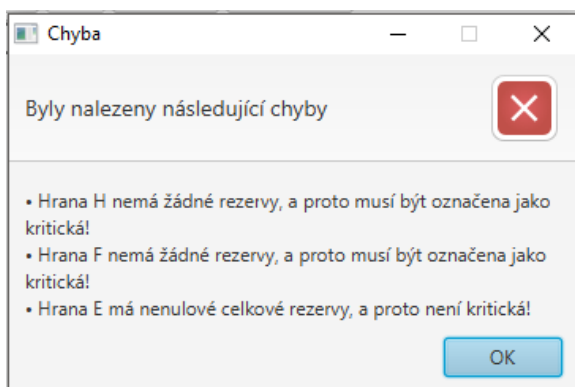 Chyba
Byly nalezeny následující chyby
• Hrana H nemá žádné rezervy, a proto musí být označena jako
kritická!
• Hrana F nemá žádné rezervy, a proto musí být označena jako
kritická!
• Hrana E má nenulové celkové rezervy, a proto není kritická!
OK